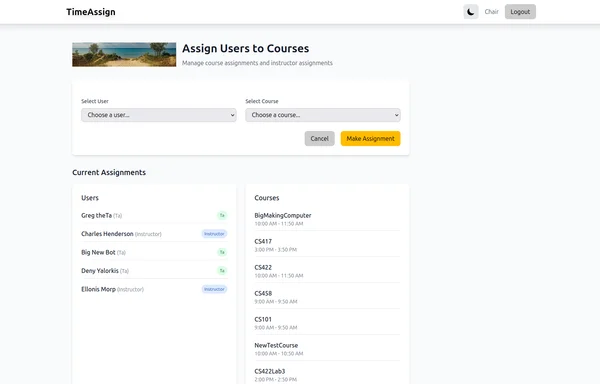 TimeAssign
Chair
Logout
Assign Users to Courses
Manage course assignments and instructor assignments
Select User
Select Course
Choose a user...
Choose a course...
Cancel
Make Assignment
Current Assignments
Users
Greg theTa (Ta)
Ta
Charles Henderson (Instructor)
Instructor
Big New Bot (Ta)
Ta
Deny Yalorkis (Ta)
Ta
Ellonis Morp (Instructor)
Instructor
Courses
BigMakingComputer
10:00 AM - 11:50 AM
CS417
3:00 PM - 3:50 PM
CS422
10:00 AM - 11:50 AM
CS458
9:00 AM - 9:50 AM
CS101
9:00 AM - 9:50 AM
NewTestCourse
10:00 AM - 10:50 AM
CS422Lab3
2:00 PM - 2:50 PM